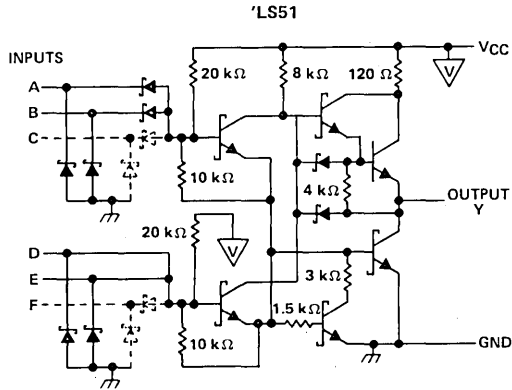 'LS51
INPUTS
VCC
V
20 kΩ
8 kΩ
120 Ω
A
B
C
10 kΩ
4 kΩ
OUTPUT
Y
20 kΩ
V
D
E
F
3 kΩ
1.5 kΩ
10 kΩ
GND